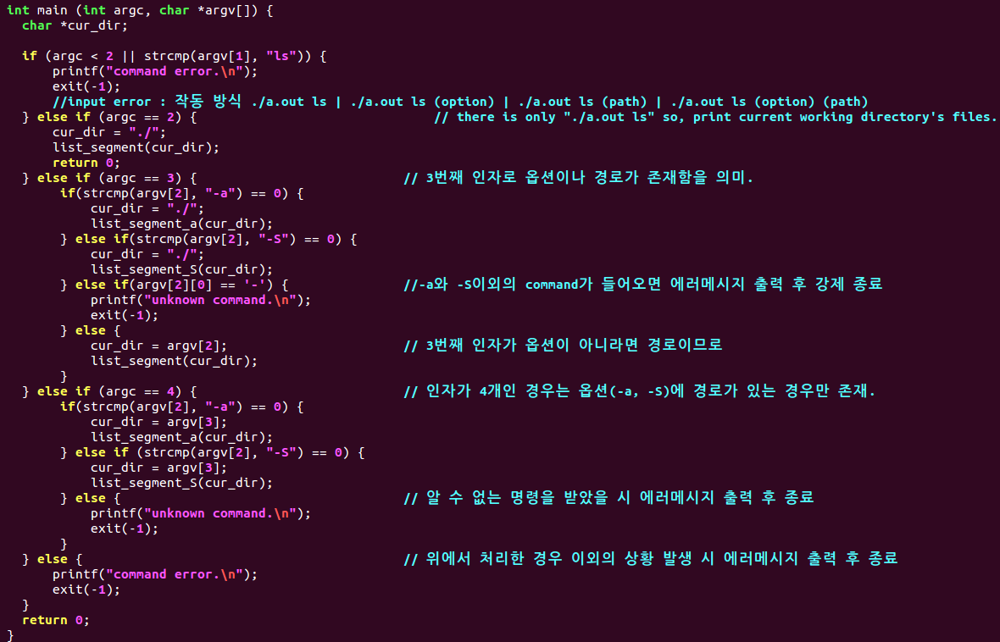 int main (int argc, char *argv[]) {
  char *cur_dir;

  if (argc < 2 || strcmp(argv[1], "ls")) {
      printf("command error.\n");
      exit(-1);
      //input error : 작동 방식 ./a.out ls | ./a.out ls (option) | ./a.out ls (path) | ./a.out ls (option) (path)
  } else if (argc == 2) {                               // there is only "./a.out ls" so, print current working directory's files.
      cur_dir = "./";
      list_segment(cur_dir);
      return 0;
  } else if (argc == 3) {                           // 3번째 인자로 옵션이나 경로가 존재함을 의미.
       if(strcmp(argv[2], "-a") == 0) {
           cur_dir = "./";
           list_segment_a(cur_dir);
       } else if(strcmp(argv[2], "-S") == 0) {
           cur_dir = "./";
           list_segment_S(cur_dir);
       } else if(argv[2][0] == '-') {               //-a와 -S이외의 command가 들어오면 에러메시지 출력 후 강제 종료
           printf("unknown command.\n");
           exit(-1);
       } else {
           cur_dir = argv[2];                       // 3번째 인자가 옵션이 아니라면 경로이므로
           list_segment(cur_dir);
       }
  } else if (argc == 4) {                           // 인자가 4개인 경우는 옵션(-a, -S)에 경로가 있는 경우만 존재.
       if(strcmp(argv[2], "-a") == 0) {
           cur_dir = argv[3];
           list_segment_a(cur_dir);
       } else if (strcmp(argv[2], "-S") == 0) {
           cur_dir = argv[3];
           list_segment_S(cur_dir);
       } else {                                     // 알 수 없는 명령을 받았을 시 에러메시지 출력 후 종료
           printf("unknown command.\n");
           exit(-1);
       }
  } else {                                          // 위에서 처리한 경우 이외의 상황 발생 시 에러메시지 출력 후 종료
      printf("command error.\n");
      exit(-1);
  }
  return 0;
}